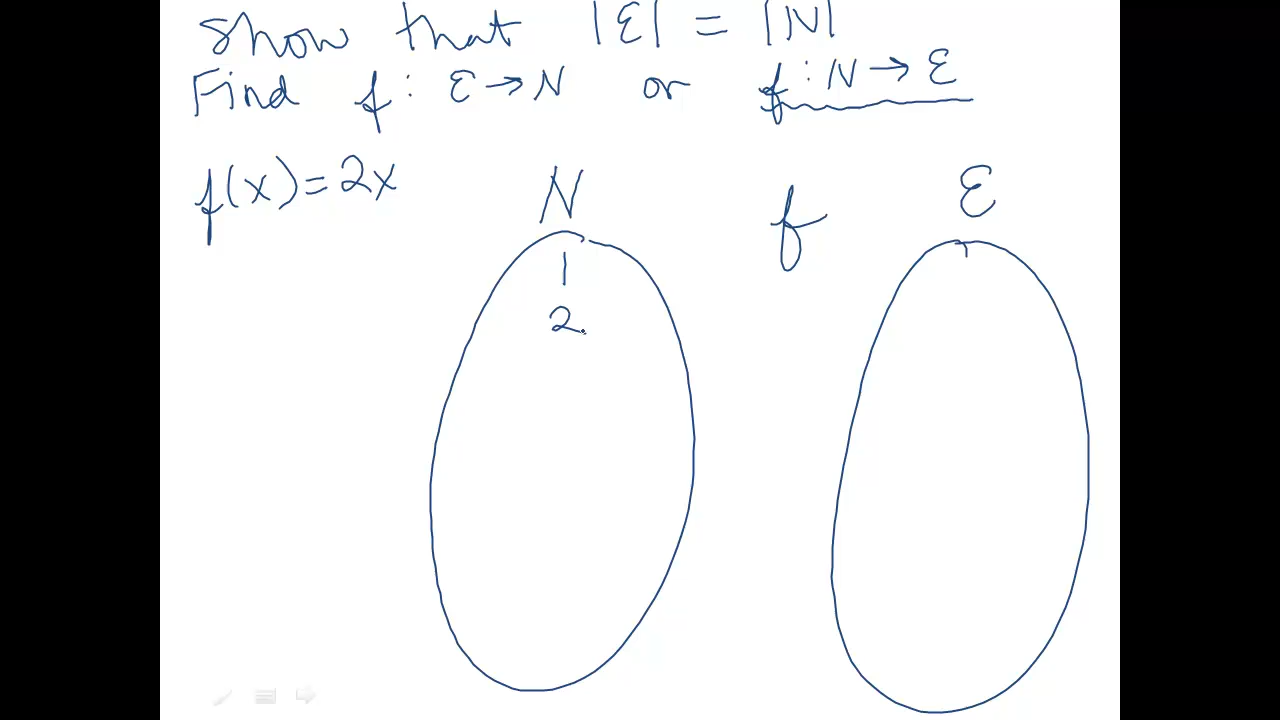 Show that |E| = |N|
Find f: E → N or f: N → E
f(x) = 2x
N f E
1
2